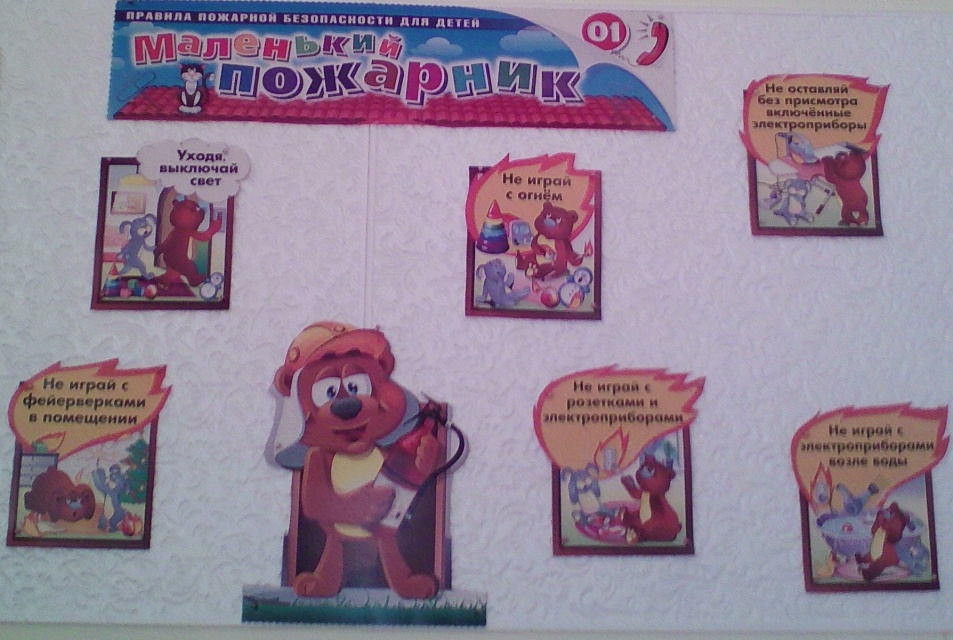 ПРАВИЛА ПОЖАРНОЙ БЕЗОПАСНОСТИ ДЛЯ ДЕТЕЙ
Маленький
пожарник
01
Не оставляй
без присмотра
включённые
электроприборы
Уходя,
выключай
свет
Не играй
с огнём
Не играй с
фейерверками
в помещении
Не играй с
розетками и
электроприборами
Не играй с
электроприборами
возле воды